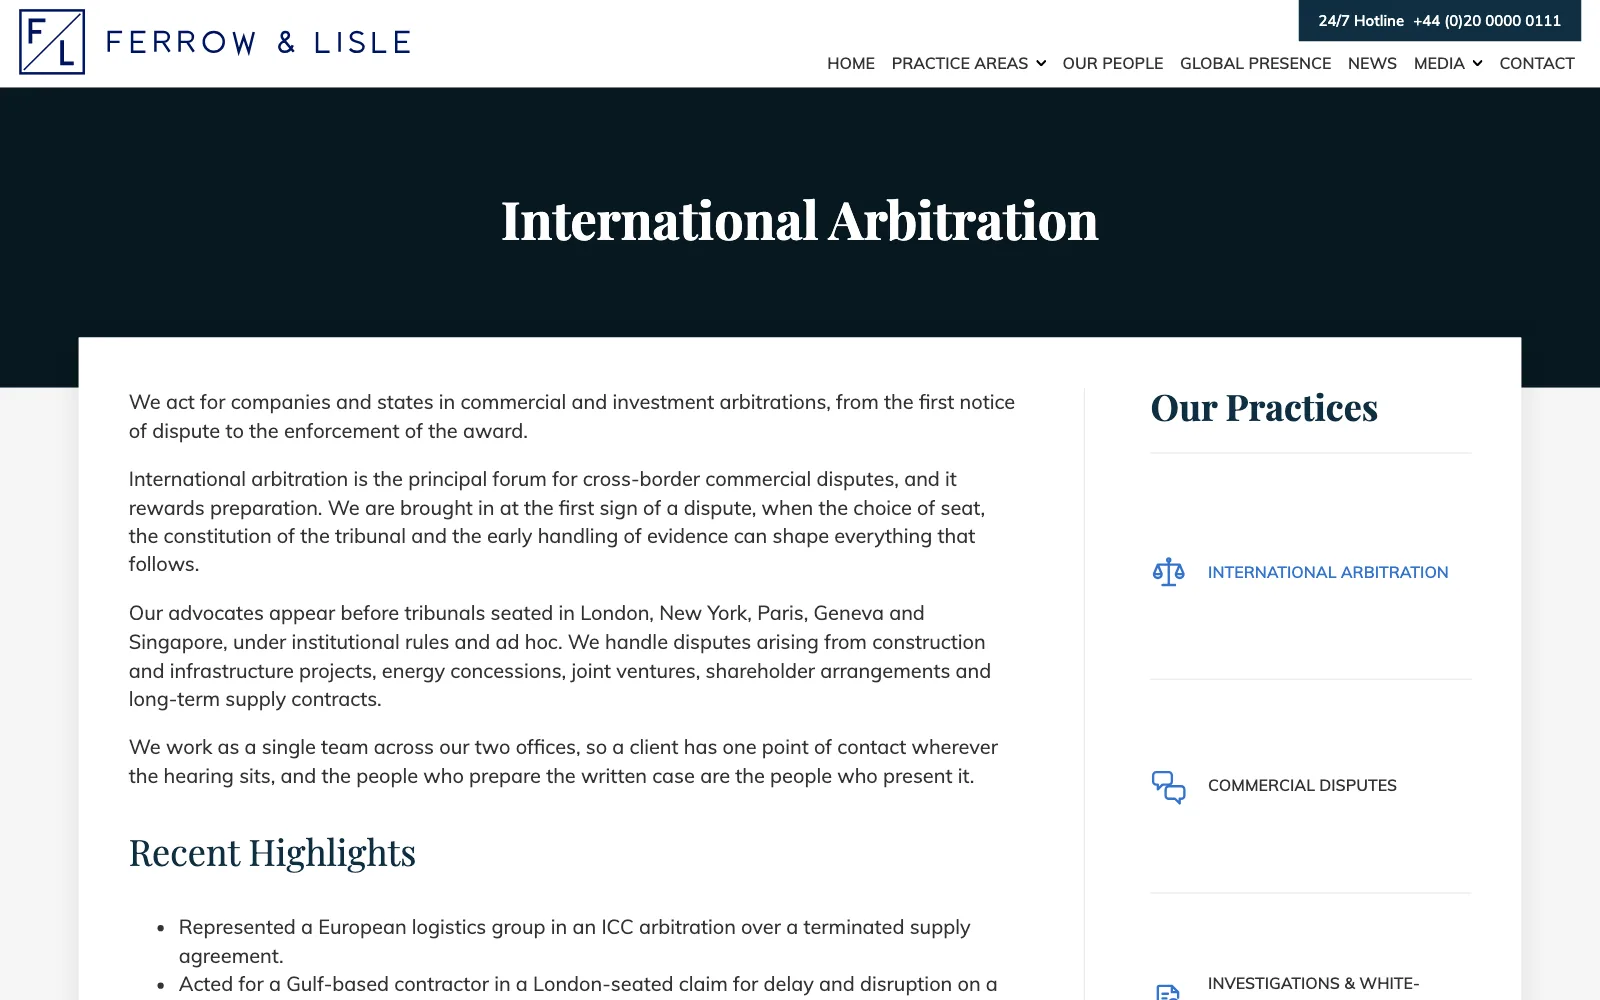 F L FERROW & LISLE
24/7 Hotline +44 (0)20 0000 0111
HOME PRACTICE AREAS OUR PEOPLE GLOBAL PRESENCE NEWS MEDIA CONTACT
International Arbitration
We act for companies and states in commercial and investment arbitrations, from the first notice
of dispute to the enforcement of the award.
International arbitration is the principal forum for cross-border commercial disputes, and it
rewards preparation. We are brought in at the first sign of a dispute, when the choice of seat,
the constitution of the tribunal and the early handling of evidence can shape everything that
follows.
Our advocates appear before tribunals seated in London, New York, Paris, Geneva and
Singapore, under institutional rules and ad hoc. We handle disputes arising from construction
and infrastructure projects, energy concessions, joint ventures, shareholder arrangements and
long-term supply contracts.
We work as a single team across our two offices, so a client has one point of contact wherever
the hearing sits, and the people who prepare the written case are the people who present it.
Recent Highlights
• Represented a European logistics group in an ICC arbitration over a terminated supply
agreement.
• Acted for a Gulf-based contractor in a London-seated claim for delay and disruption on a
Our Practices
INTERNATIONAL ARBITRATION
COMMERCIAL DISPUTES
INVESTIGATIONS & WHITE-